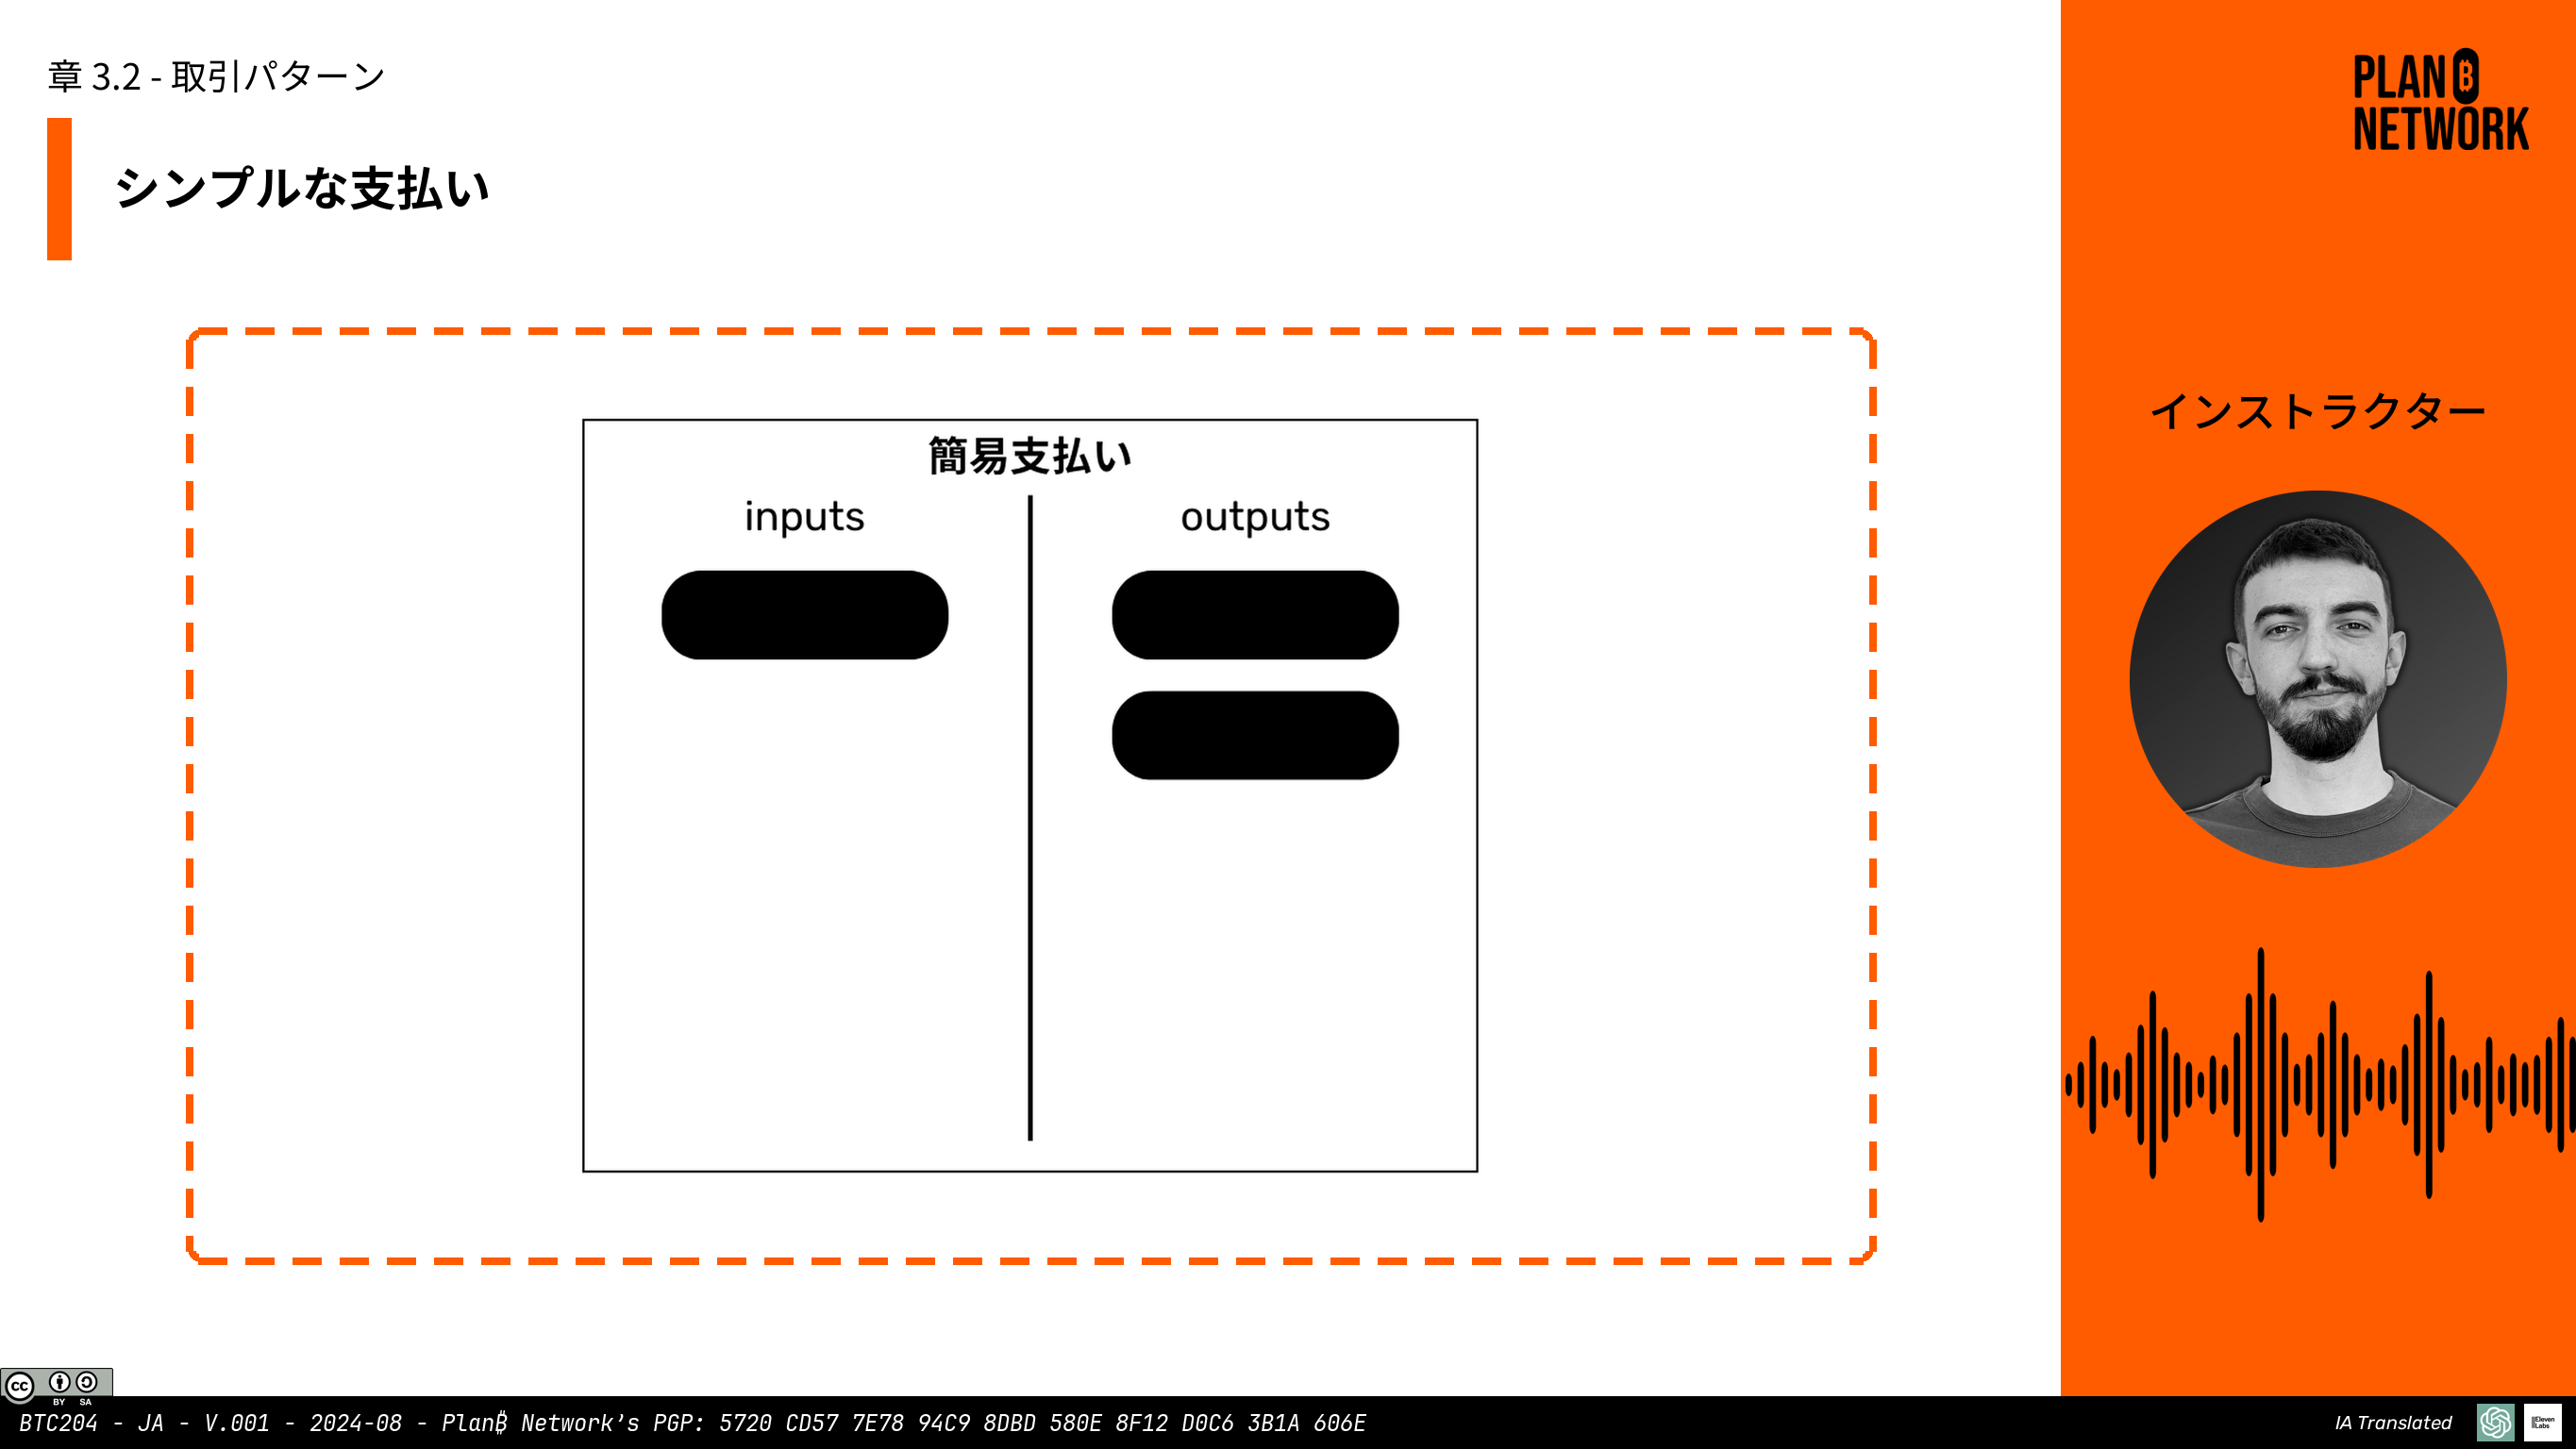 章 3.2 - 取引パターン
シンプルな支払い
簡易支払い
inputs
outputs
PLAN ₿
NETWORK
インストラクター
cc
BY SA
BTC204 - JA - V.001 - 2024-08 - Plan₿ Network’s PGP: 5720 CD57 7E78 94C9 8DBD 580E 8F12 D0C6 3B1A 606E
IA Translated
IIElevenLabs